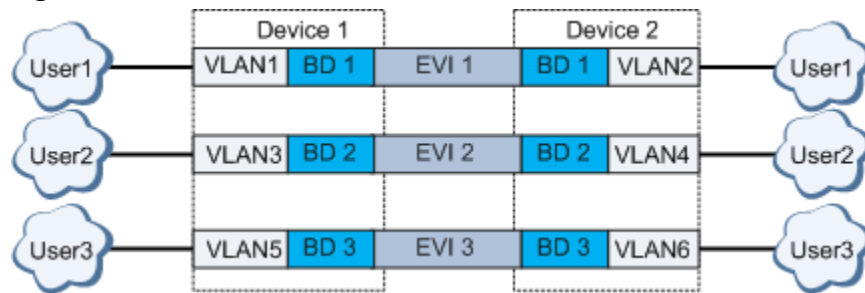 Device 1 Device 2
User1 VLAN1 BD 1 EVI 1 BD 1 VLAN2 User1
User2 VLAN3 BD 2 EVI 2 BD 2 VLAN4 User2
User3 VLAN5 BD 3 EVI 3 BD 3 VLAN6 User3